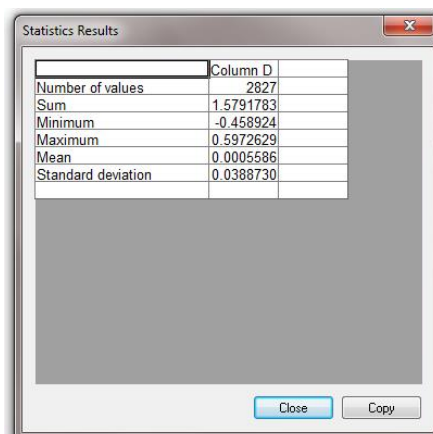 Statistics Results
Column D
Number of values 2827
Sum 1.5791783
Minimum -0.458924
Maximum 0.5972629
Mean 0.0005586
Standard deviation 0.0388730
Close Copy